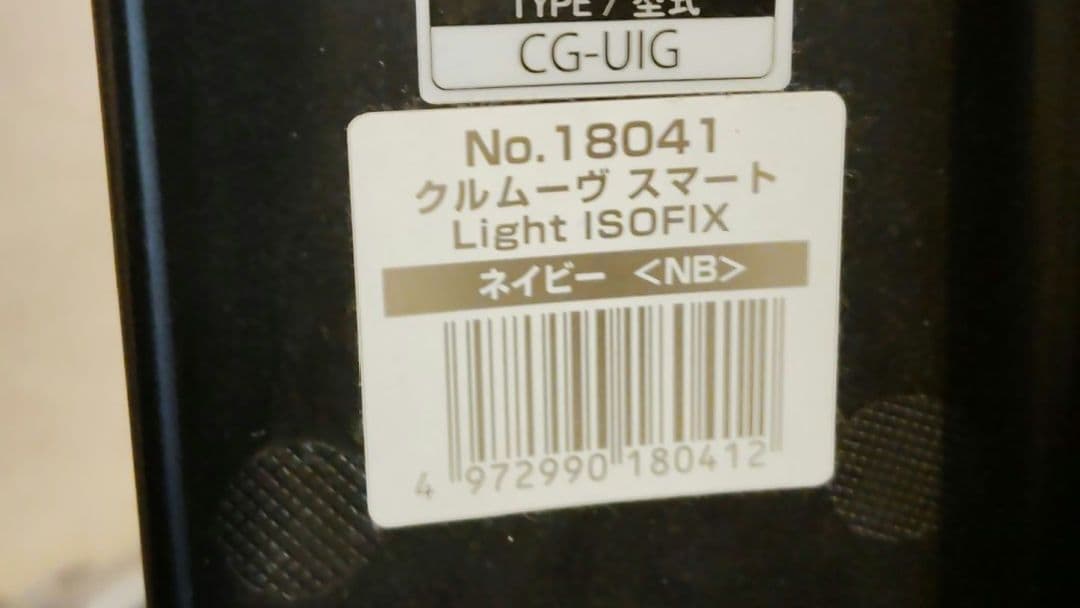 TYPE / 型式
CG-UIG
No.18041
クルムーヴ スマート
Light ISOFIX
ネイビー <NB>
4 972990 180412